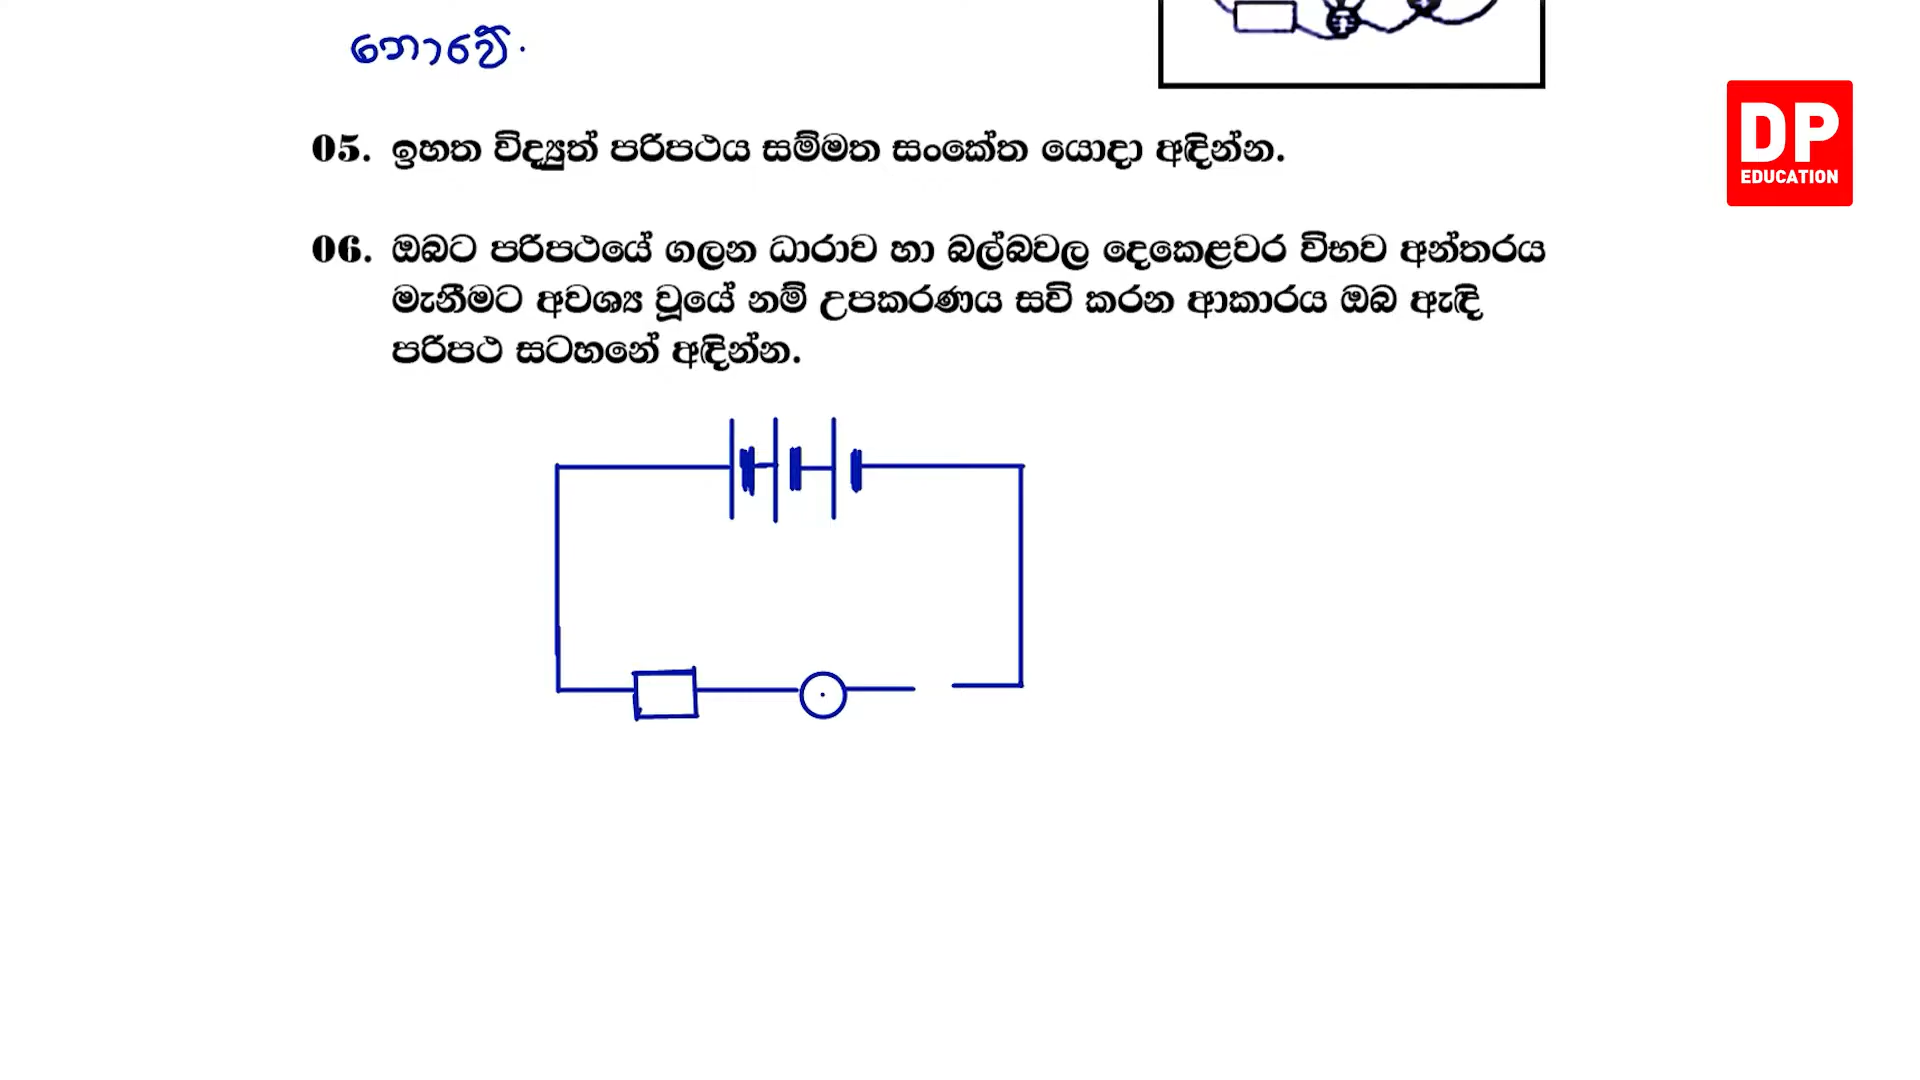 නොරවේ.
05. ඉහත විද්‍යුත් පරිපථය සම්මත සංකේත යොදා අඳින්න.
DP
EDUCATION
06. ඔබට පරිපථයේ ගලන ධාරාව හා බල්බවල දෙකෙළවර විභව අන්තරය
මැනීමට අවශ්‍ය වූයේ නම් උපකරණය සවි කරන ආකාරය ඔබ ඇඳි
පරිපථ සටහනේ අඳින්න.